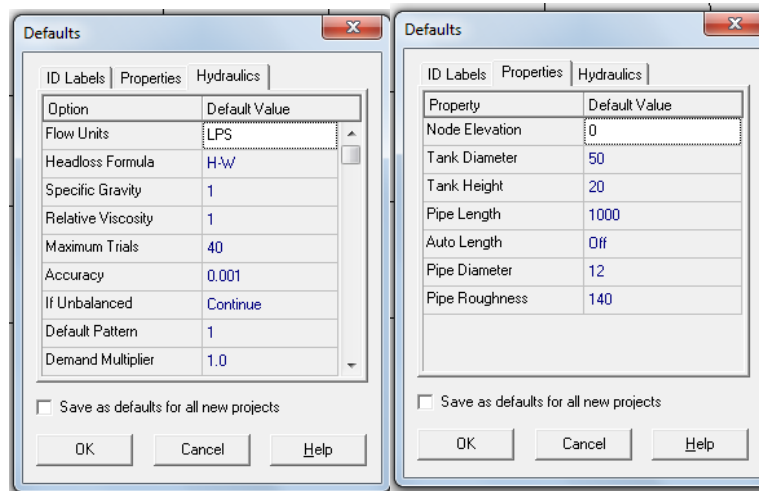 Defaults
ID Labels Properties Hydraulics
Option Default Value
Flow Units LPS
Headloss Formula H-W
Specific Gravity 1
Relative Viscosity 1
Maximum Trials 40
Accuracy 0.001
If Unbalanced Continue
Default Pattern 1
Demand Multiplier 1.0
Save as defaults for all new projects
OK Cancel Help
Defaults
ID Labels Properties Hydraulics
Property Default Value
Node Elevation 0
Tank Diameter 50
Tank Height 20
Pipe Length 1000
Auto Length Off
Pipe Diameter 12
Pipe Roughness 140
Save as defaults for all new projects
OK Cancel Help